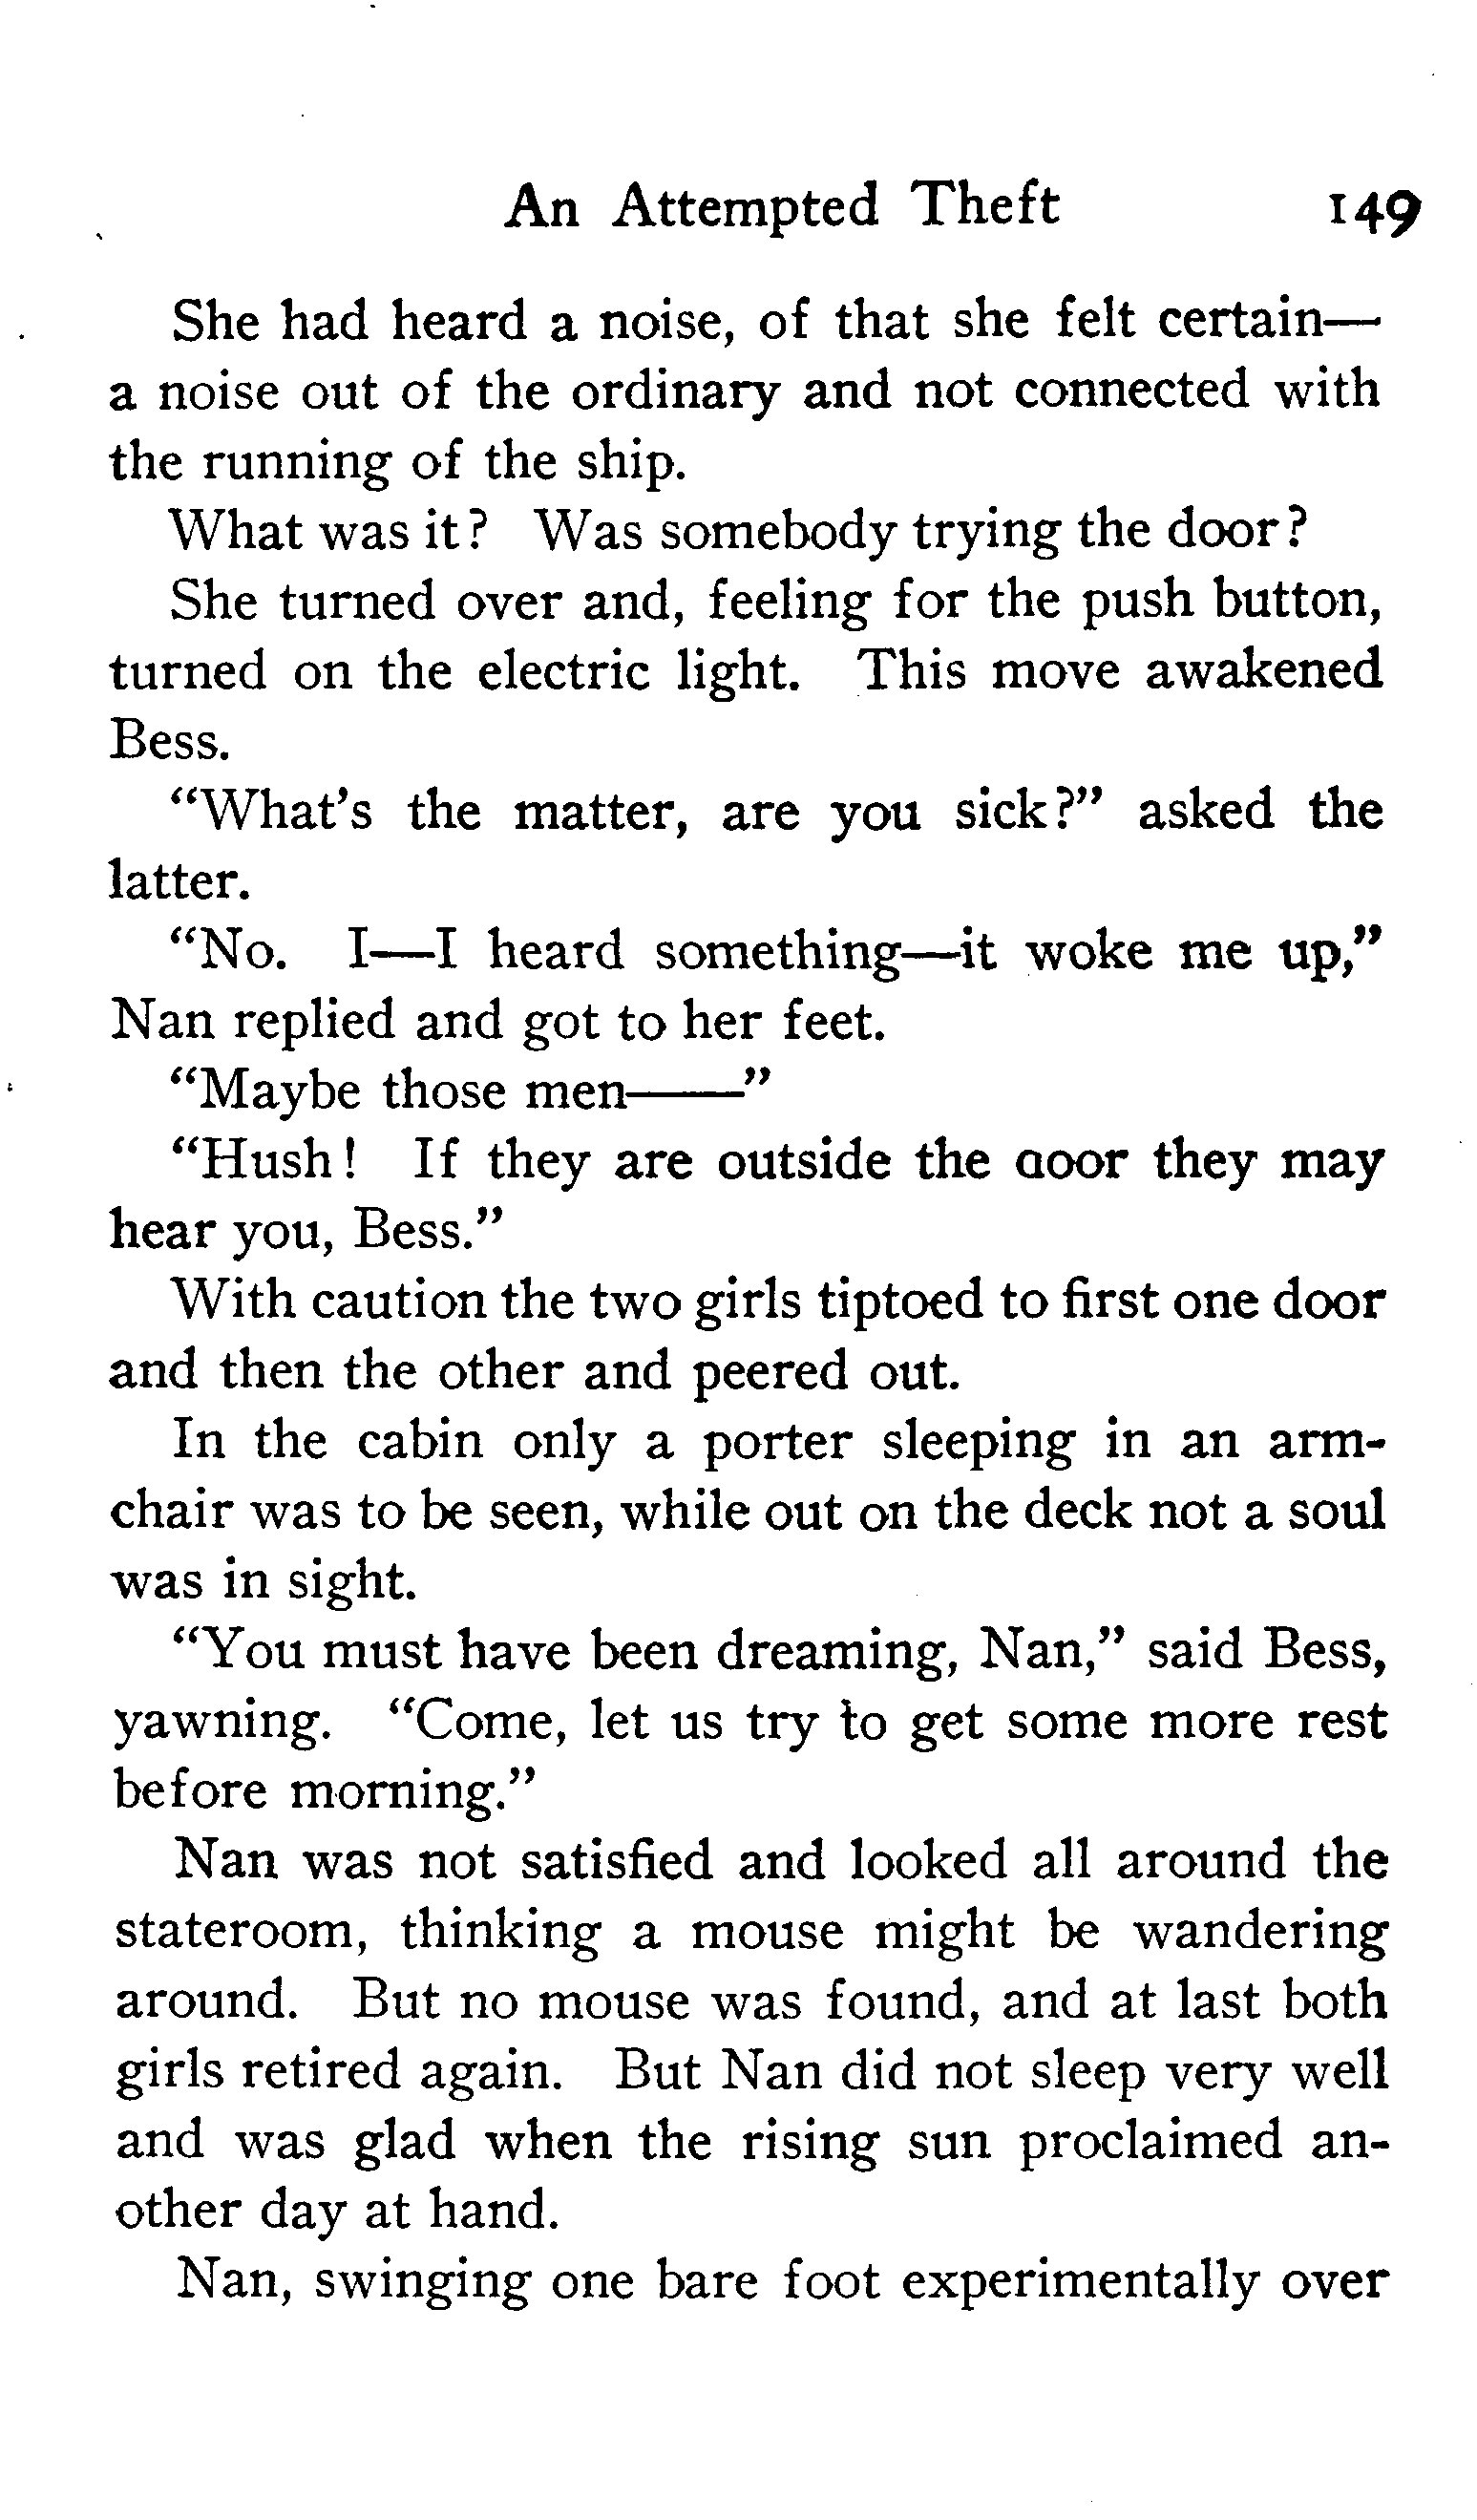 An Attempted Theft 149
She had heard a noise, of that she felt certain—
a noise out of the ordinary and not connected with
the running of the ship.
What was it? Was somebody trying the door?
She turned over and, feeling for the push button,
turned on the electric light. This move awakened
Bess.
“What’s the matter, are you sick?” asked the
latter.
“No. I—I heard something—it woke me up,”
Nan replied and got to her feet.
“Maybe those men——”
“Hush! If they are outside the door they may
hear you, Bess.”
With caution the two girls tiptoed to first one door
and then the other and peered out.
In the cabin only a porter sleeping in an arm-
chair was to be seen, while out on the deck not a soul
was in sight.
“You must have been dreaming, Nan,” said Bess,
yawning. “Come, let us try to get some more rest
before morning.”
Nan was not satisfied and looked all around the
stateroom, thinking a mouse might be wandering
around. But no mouse was found, and at last both
girls retired again. But Nan did not sleep very well
and was glad when the rising sun proclaimed an-
other day at hand.
Nan, swinging one bare foot experimentally over